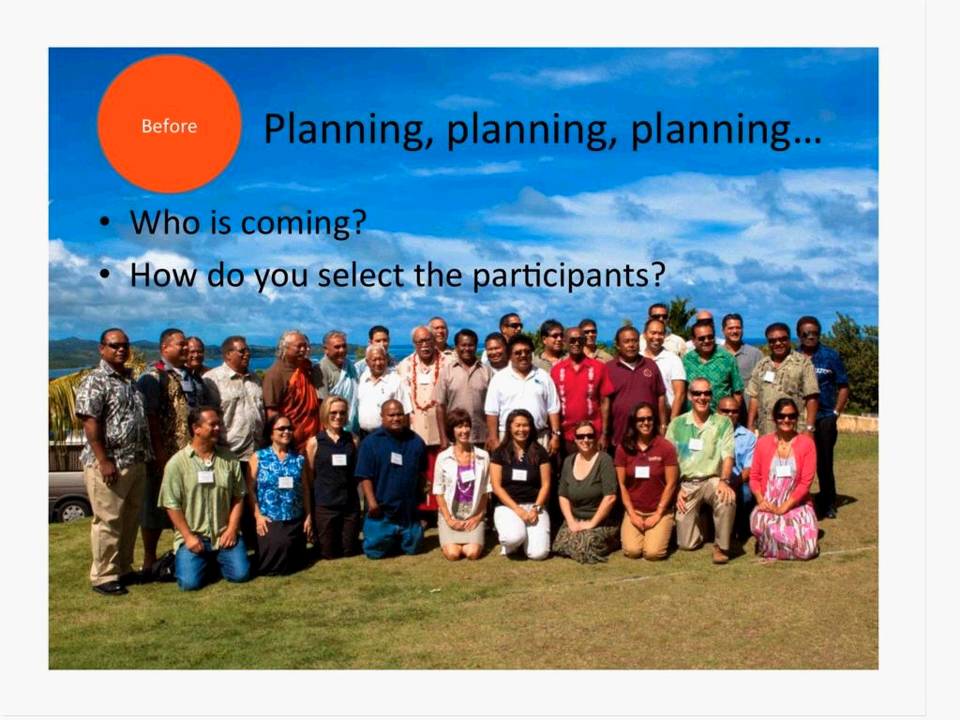 Before
Planning, planning, planning…
• Who is coming?
• How do you select the participants?